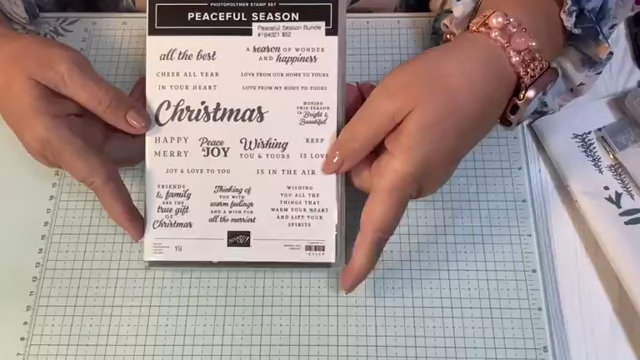 PHOTOPOLYMER STAMP SET
PEACEFUL SEASON
Peaceful Season Bundle
#164321 $52
all the best
a season of WONDER
AND happiness
CHEER ALL YEAR
IN YOUR HEART
LOVE FROM OUR HOME TO YOURS
LOVE FROM MY HOME TO YOURS
Christmas
HOPING
THIS SEASON
IS Bright &
Beautiful
HAPPY
MERRY
Peace
& JOY
Wishing
YOU & YOURS
KEEP
IS LOVE
JOY & LOVE TO YOU
IS IN THE AIR
FRIENDS
& family
ARE THE
true gift
OF
Christmas
Thinking of
YOU WITH
warm feelings
AND A WISH FOR
all the merriest
WISHING
YOU ALL THE
THINGS THAT
WARM YOUR HEART
AND LIFT YOUR
SPIRITS
19